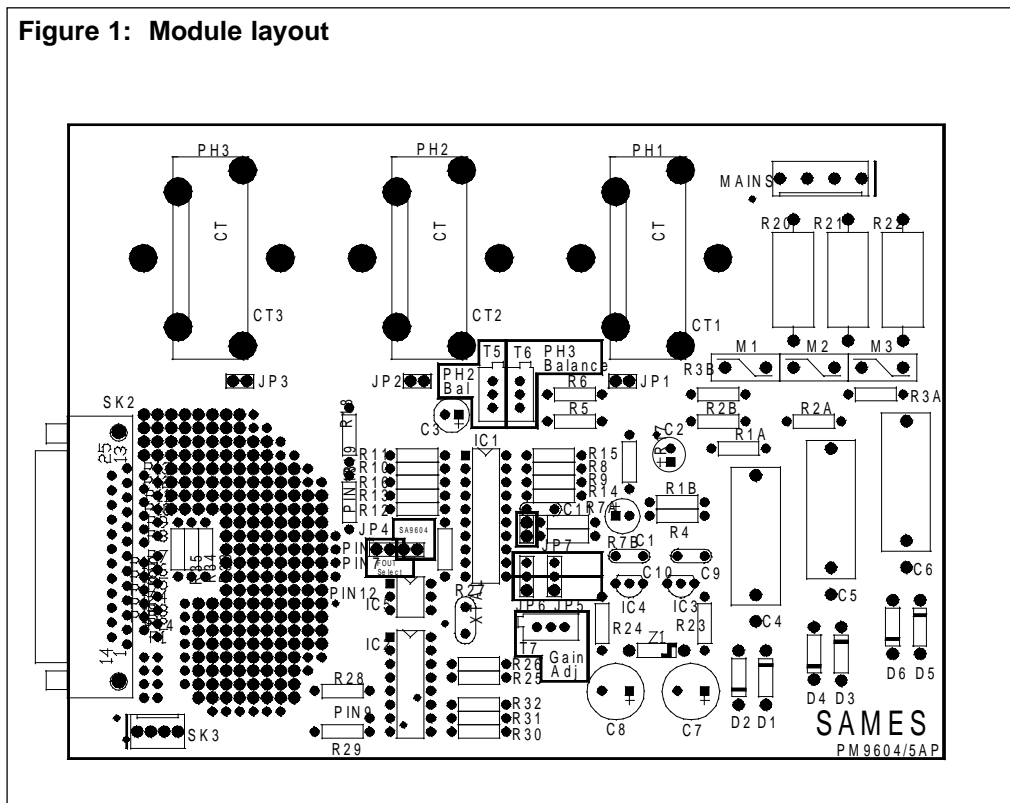 Figure 1: Module layout
PH3
PH2
PH1
MAINS
R20
R21
R22
CT
CT
CT
CT3
CT2
CT1
T5
T6
PH3
Balance
M1
M2
M3
R3B
JP3
JP2
PH2
Bal
R6
JP1
R3A
SK2
R5
R2B
R2A
C3
IC1
C2
R1A
25
13
R11
R15
R10
R8
R16
R9
R13
R14
R12
R7A
R1B
JP4
SA9604
R4
FOUT
Select
PIN7
JP7
R7B
C1
C10
C9
PIN12
IC5
R27
XTAL
JP6
JP5
IC4
IC3
C4
C5
C6
R24
R23
T7
Gain
Adj
Z1
14
1
R26
R25
R28
D6
D5
D4
D3
PIN9
R32
R31
R30
D2
D1
SAMES
SK3
R29
C8
C7
PM9604/5AP